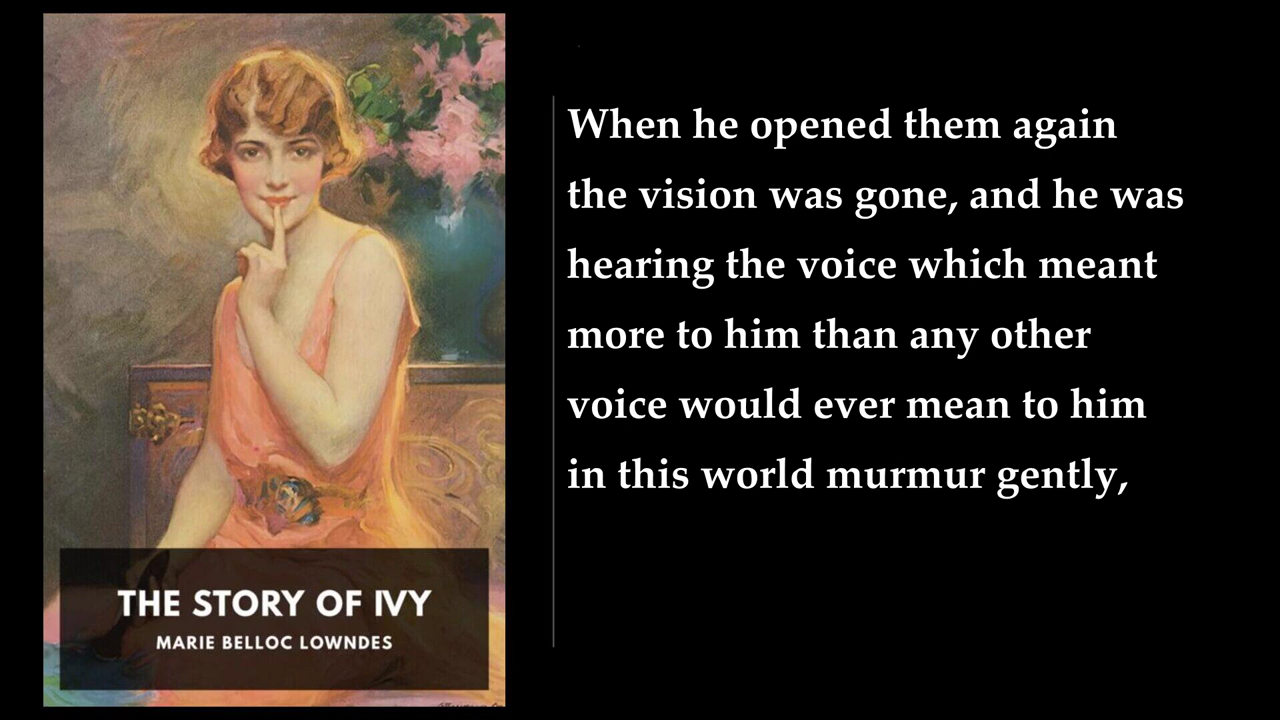 When he opened them again
the vision was gone, and he was
hearing the voice which meant
more to him than any other
voice would ever mean to him
in this world murmur gently,
THE STORY OF IVY
MARIE BELLOC LOWNDES